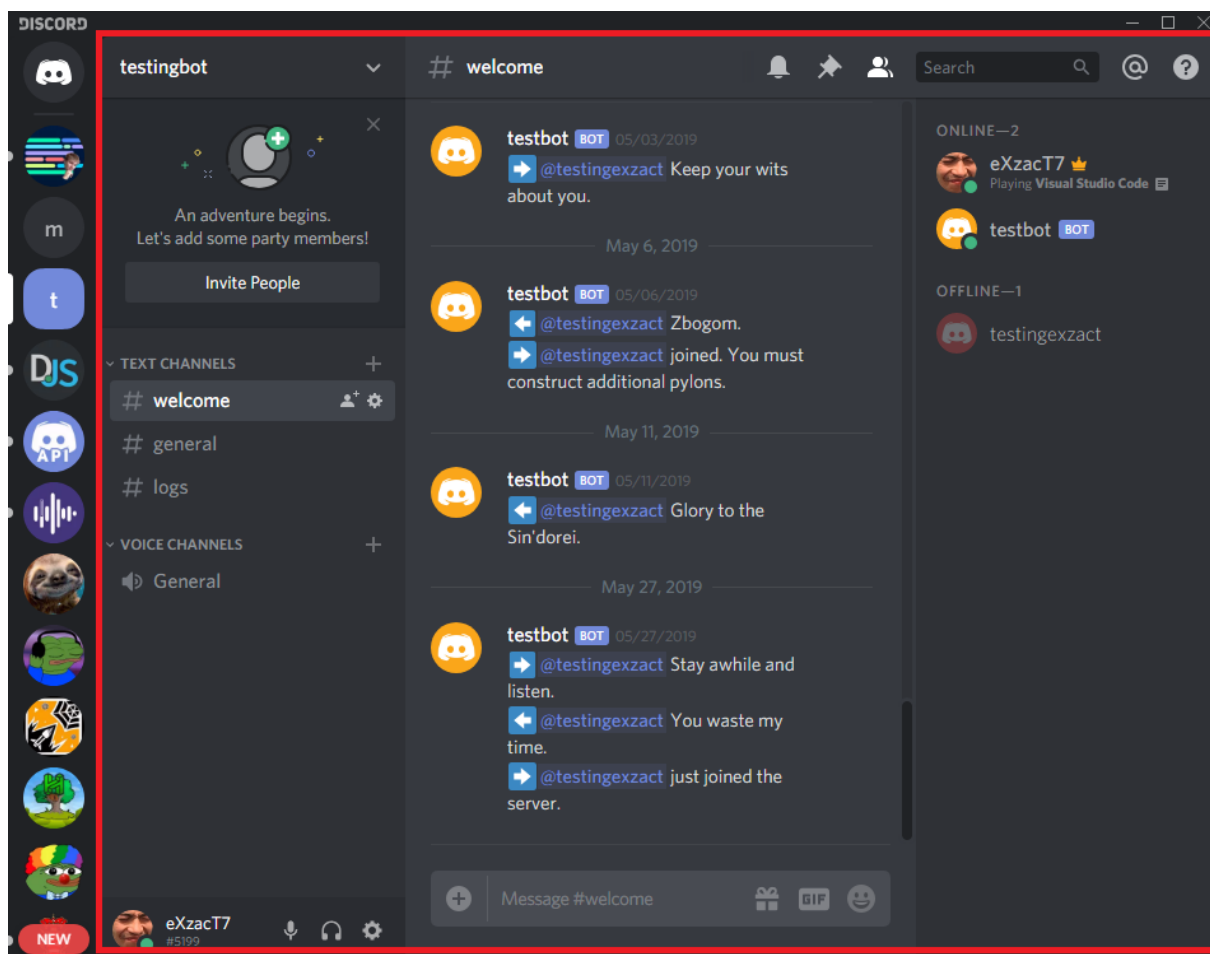 DISCORD
testingbot
# welcome
Search
An adventure begins.
Let's add some party members!
Invite People
TEXT CHANNELS
# welcome
# general
# logs
VOICE CHANNELS
General
m
t
DJS
API
NEW
eXzacT7
#5199
testbot BOT 05/03/2019
@testingexzact Keep your wits
about you.
May 6, 2019
testbot BOT 05/06/2019
@testingexzact Zbogom.
@testingexzact joined. You must
construct additional pylons.
May 11, 2019
testbot BOT 05/11/2019
@testingexzact Glory to the
Sin'dorei.
May 27, 2019
testbot BOT 05/27/2019
@testingexzact Stay awhile and
listen.
@testingexzact You waste my
time.
@testingexzact just joined the
server.
Message #welcome
GIF
ONLINE—2
eXzacT7
Playing Visual Studio Code
testbot BOT
OFFLINE—1
testingexzact